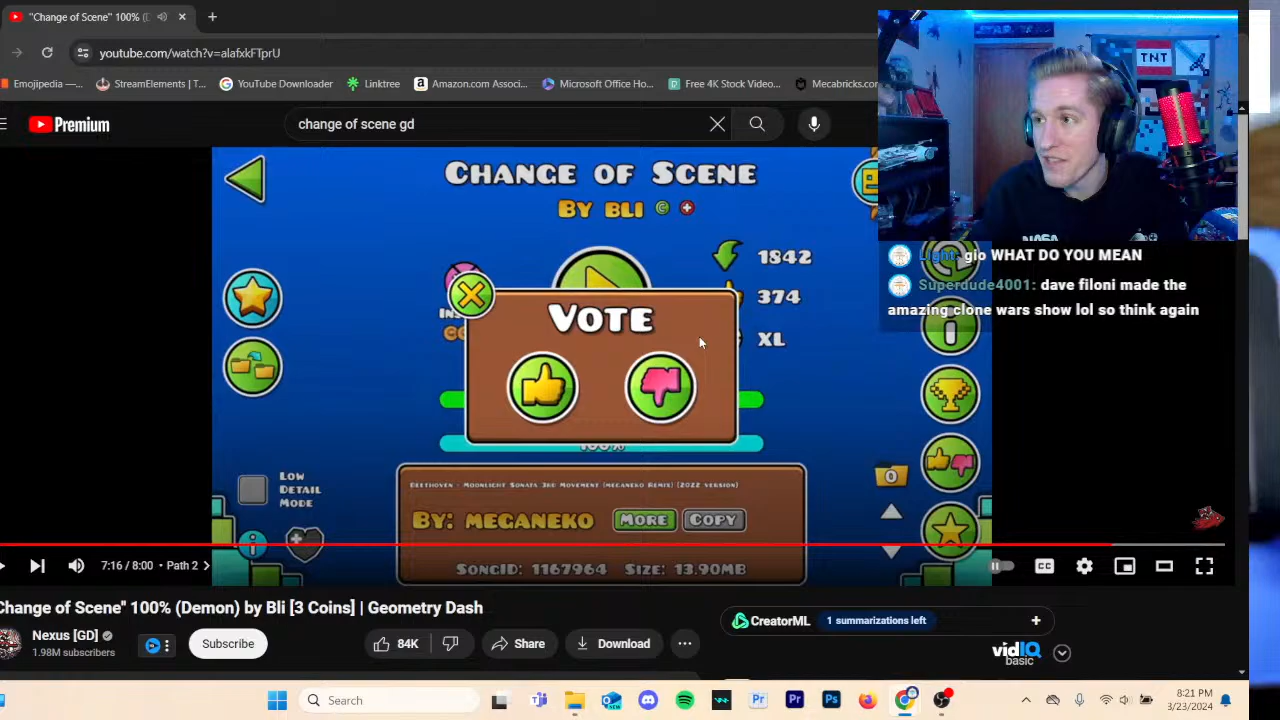 "Change of Scene" 100% (D
youtube.com/watch?v=alafxkFTprU
Emojipedia —...
StreamElements | T...
YouTube Downloader
Linktree
Amazon.com Associ...
Microsoft Office Ho...
Free 4K Stock Video...
Mecabricks.com
Premium
change of scene gd
TNT
NASA
Light: gio WHAT DO YOU MEAN
Superdude4001: dave filoni made the
amazing clone wars show lol so think again
Change of Scene
By Bli
1842
374
XL
Vote
100%
Low
Detail
Mode
Beethoven - Moonlight Sonata 3rd Movement (meganeko Remix) [2022 version]
By: meganeko
More
Copy
SongID: 1167964 Size: 13.90MB
0
7:16 / 8:00 • Path 2
Change of Scene" 100% (Demon) by Bli [3 Coins] | Geometry Dash
Nexus [GD]
1.98M subscribers
Subscribe
84K
Share
Download
CreatorML
1 summarizations left
vidIQ
basic
Search
8:21 PM
3/23/2024